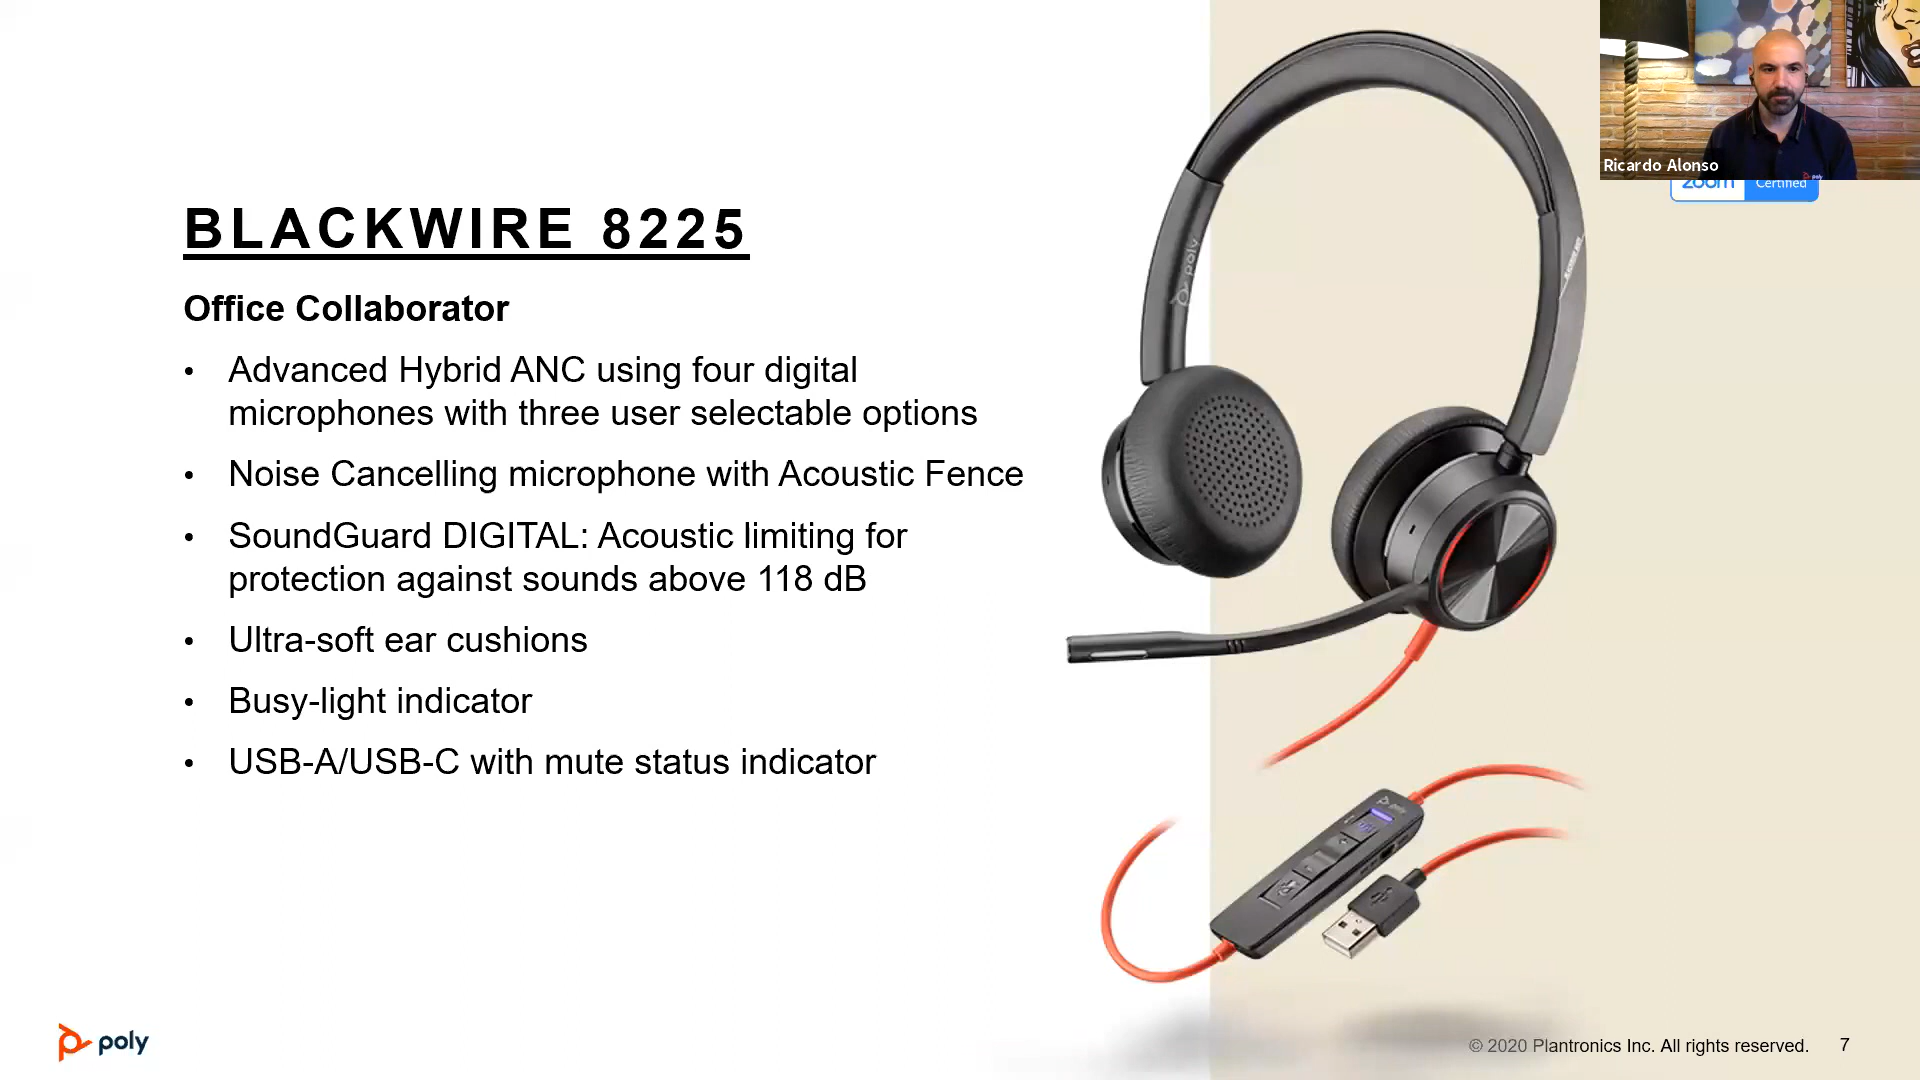 Ricardo Alonso
zoom Certified
BLACKWIRE 8225
Office Collaborator
• Advanced Hybrid ANC using four digital
microphones with three user selectable options
• Noise Cancelling microphone with Acoustic Fence
• SoundGuard DIGITAL: Acoustic limiting for
protection against sounds above 118 dB
• Ultra-soft ear cushions
• Busy-light indicator
• USB-A/USB-C with mute status indicator
poly
poly
poly
© 2020 Plantronics Inc. All rights reserved. 7